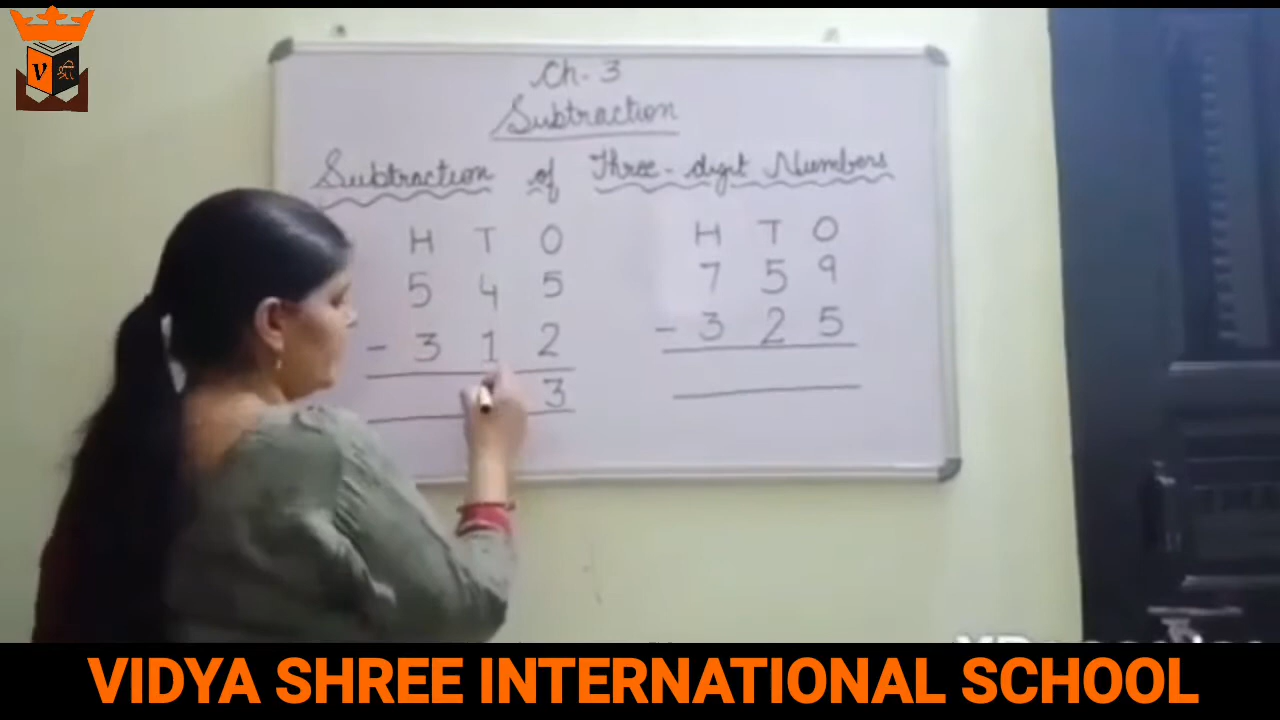 V श्री
Ch. 3
Subtraction
Subtraction of Three-digit Numbers
H T O
5 4 5
- 3 1 2
3
H T O
7 5 9
- 3 2 5
VIDYA SHREE INTERNATIONAL SCHOOL